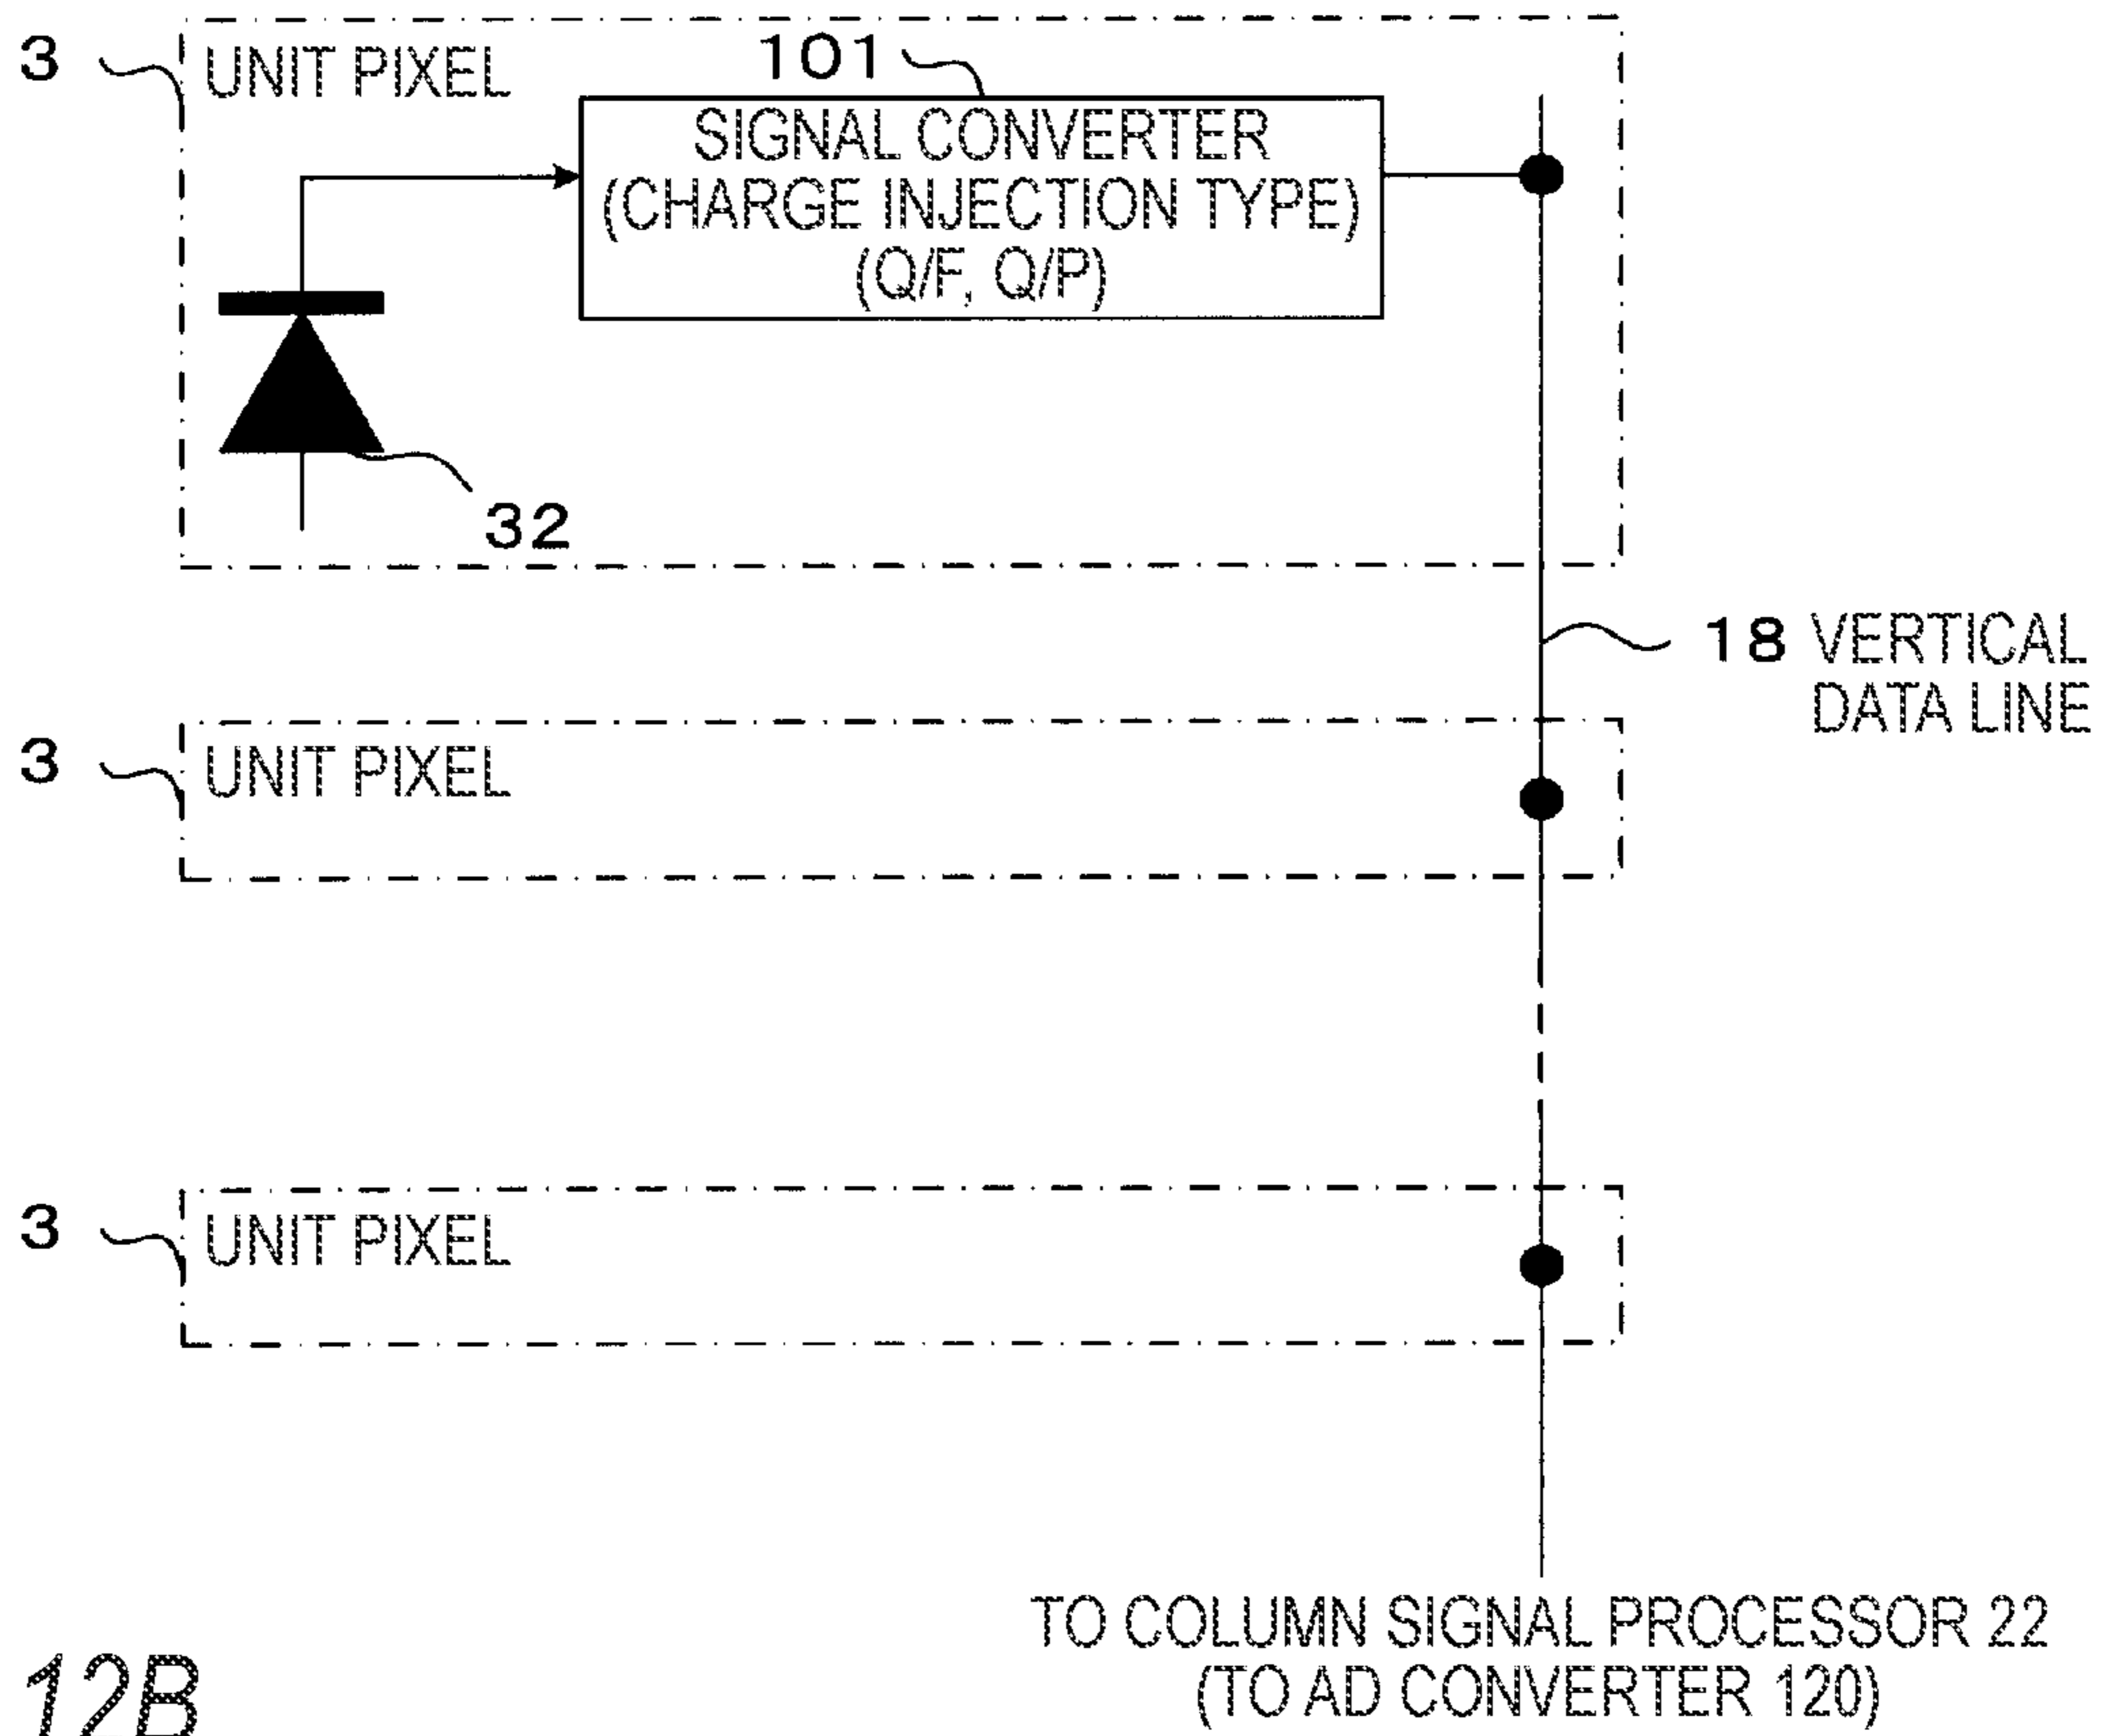 3 UNIT PIXEL 101
SIGNAL CONVERTER
(CHARGE INJECTION TYPE)
(Q/F, Q/P)
32
18 VERTICAL
DATA LINE
3 UNIT PIXEL
3 UNIT PIXEL
TO COLUMN SIGNAL PROCESSOR 22
(TO AD CONVERTER 120)
12B